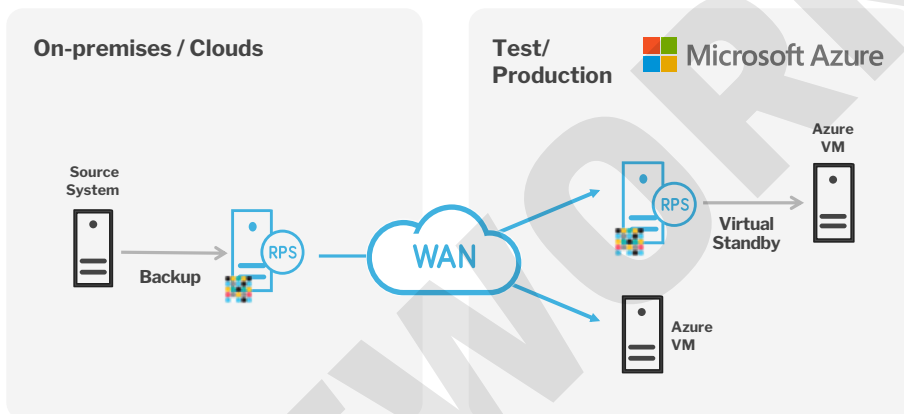 On-premises / Clouds
Source
System
Backup
RPS
WAN
Test/
Production
Microsoft Azure
RPS
Virtual
Standby
Azure
VM
Azure
VM